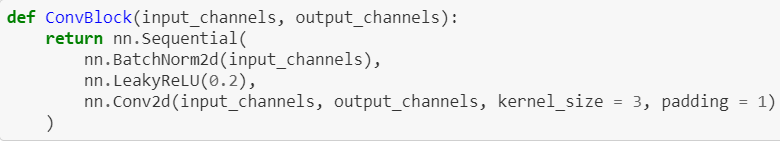 def ConvBlock(input_channels, output_channels):
    return nn.Sequential(
        nn.BatchNorm2d(input_channels),
        nn.LeakyReLU(0.2),
        nn.Conv2d(input_channels, output_channels, kernel_size = 3, padding = 1)
    )